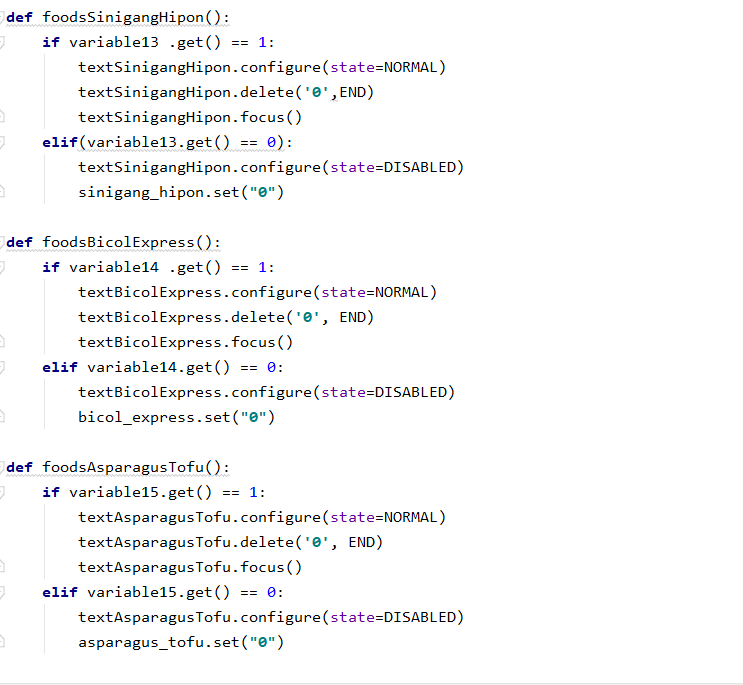 def foodsSinigangHipon():
    if variable13 .get() == 1:
        textSinigangHipon.configure(state=NORMAL)
        textSinigangHipon.delete('0',END)
        textSinigangHipon.focus()
    elif(variable13.get() == 0):
        textSinigangHipon.configure(state=DISABLED)
        sinigang_hipon.set("0")

def foodsBicolExpress():
    if variable14 .get() == 1:
        textBicolExpress.configure(state=NORMAL)
        textBicolExpress.delete('0', END)
        textBicolExpress.focus()
    elif variable14.get() == 0:
        textBicolExpress.configure(state=DISABLED)
        bicol_express.set("0")

def foodsAsparagusTofu():
    if variable15.get() == 1:
        textAsparagusTofu.configure(state=NORMAL)
        textAsparagusTofu.delete('0', END)
        textAsparagusTofu.focus()
    elif variable15.get() == 0:
        textAsparagusTofu.configure(state=DISABLED)
        asparagus_tofu.set("0")